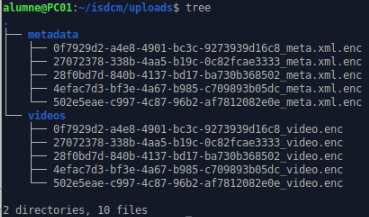 alumne@PC01:~/isdcm/uploads$ tree
.
├── metadata
│   ├── 0f7929d2-a4e8-4901-bc3c-9273939d16c8_meta.xml.enc
│   ├── 27072378-338b-4aa5-b19c-0c82fcae3333_meta.xml.enc
│   ├── 28f0bd7d-840b-4137-bd17-ba730b368502_meta.xml.enc
│   ├── 4efac7d3-bf3e-4a67-b985-c709893b05dc_meta.xml.enc
│   └── 502e5eae-c997-4c87-96b2-af7812082e0e_meta.xml.enc
└── videos
    ├── 0f7929d2-a4e8-4901-bc3c-9273939d16c8_video.enc
    ├── 27072378-338b-4aa5-b19c-0c82fcae3333_video.enc
    ├── 28f0bd7d-840b-4137-bd17-ba730b368502_video.enc
    ├── 4efac7d3-bf3e-4a67-b985-c709893b05dc_video.enc
    └── 502e5eae-c997-4c87-96b2-af7812082e0e_video.enc

2 directories, 10 files